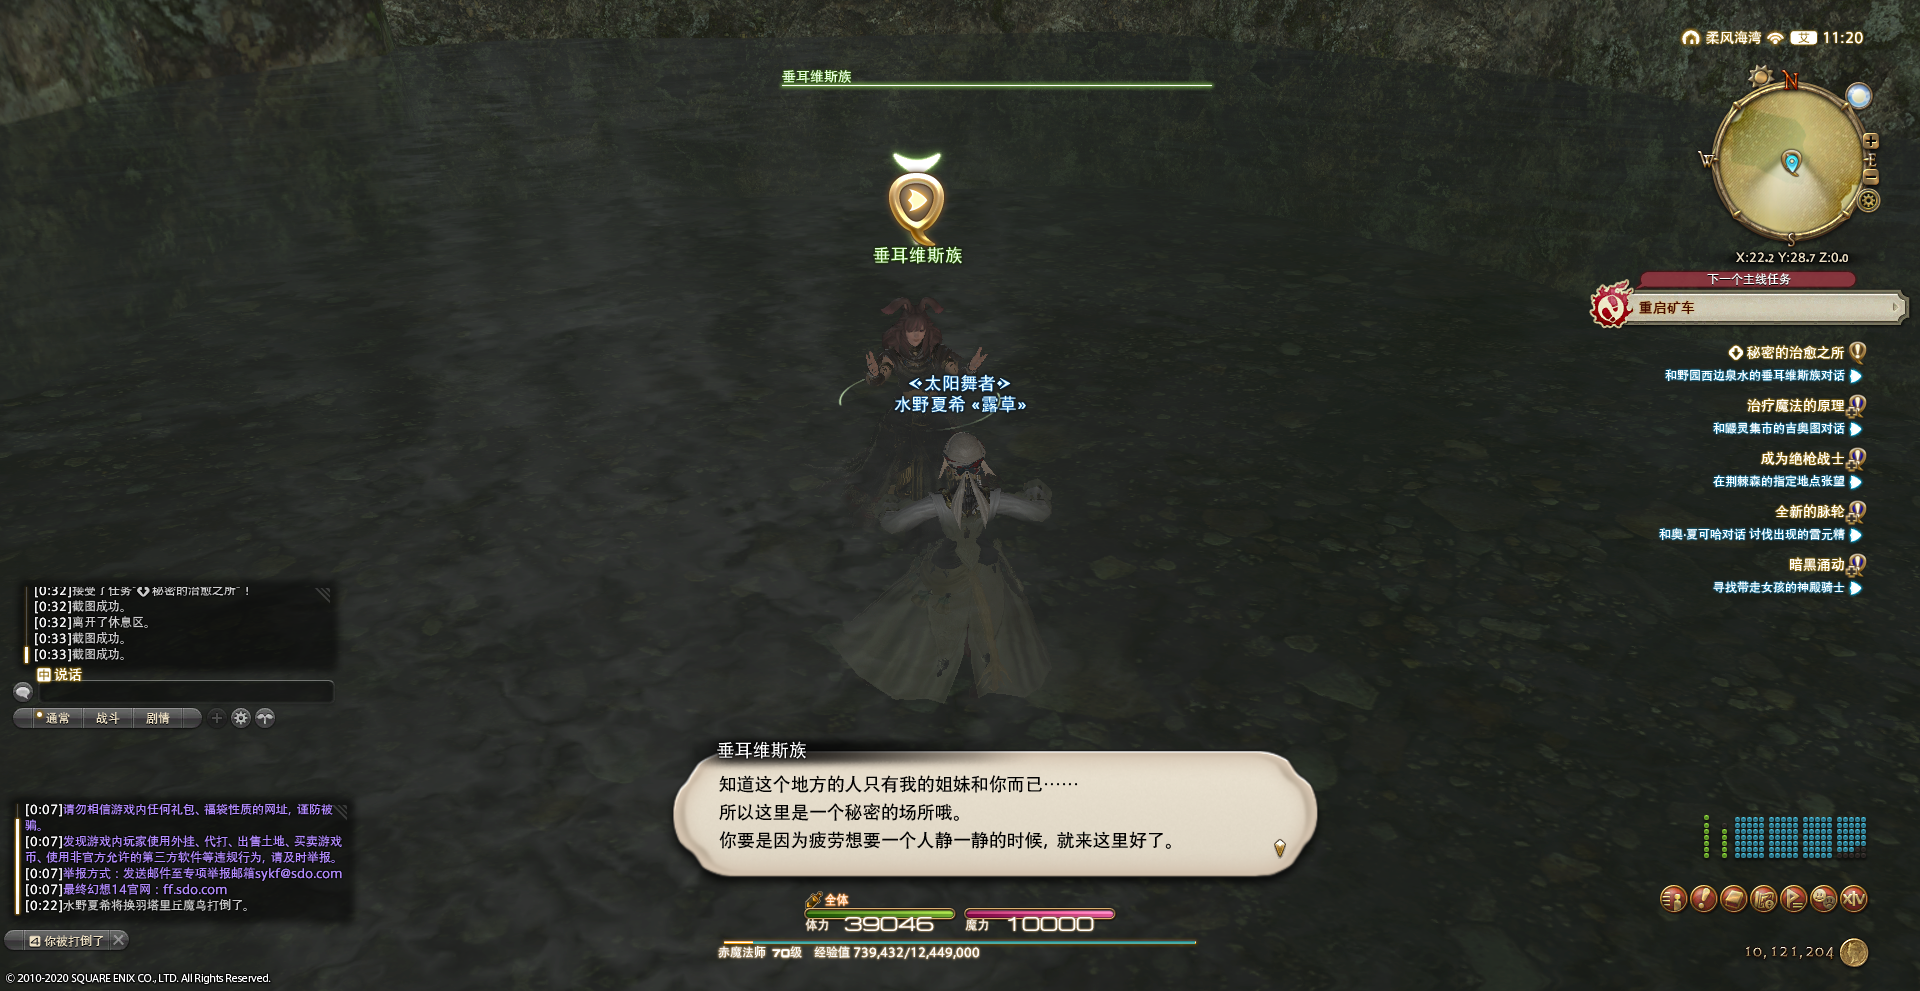 柔风海湾 艾 11:20
垂耳维斯族
N
W
E
S
垂耳维斯族
X:22.2 Y:28.7 Z:0.0
下一个主线任务
重启矿车
秘密的治愈之所
和野园西边泉水的垂耳维斯族对话
治疗魔法的原理
和鼹灵集市的吉奥图对话
成为绝枪战士
在荆棘森的指定地点张望
全新的脉轮
和奥·夏可哈对话 讨伐出现的雷元精
暗黑涌动
寻找带走女孩的神殿骑士
太阳舞者
水野夏希 «露草»
[0:32]接受了任务“秘密的治愈之所”！
[0:32]截图成功。
[0:32]离开了休息区。
[0:33]截图成功。
[0:33]截图成功。
说话
通常 战斗 剧情
垂耳维斯族
知道这个地方的人只有我的姐妹和你而已……
所以这里是一个秘密的场所哦。
你要是因为疲劳想要一个人静一静的时候, 就来这里好了。
[0:07]请勿相信游戏内任何礼包、福袋性质的网址, 谨防被
骗。
[0:07]发现游戏内玩家使用外挂、代打、出售土地、买卖游戏
币、使用非官方允许的第三方软件等违规行为, 请及时举报。
[0:07]举报方式：发送邮件至专项举报邮箱sykf@sdo.com
[0:07]最终幻想14官网：ff.sdo.com
[0:22]水野夏希将换羽塔里丘魔鸟打倒了。
4 你被打倒了
全体
体力 39046 魔力 10000
赤魔法师 70级 经验值 739,432/12,449,000
XIV
10,121,204
© 2010-2020 SQUARE ENIX CO., LTD. All Rights Reserved.